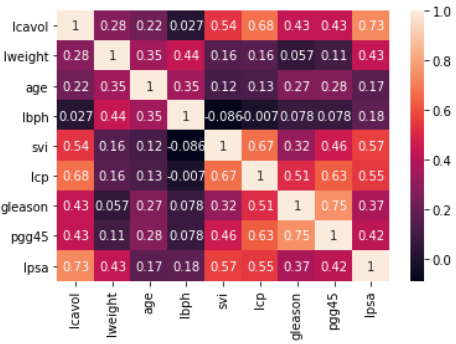 lcavol 1 0.28 0.22 0.027 0.54 0.68 0.43 0.43 0.73
lweight 0.28 1 0.35 0.44 0.16 0.16 0.057 0.11 0.43
age 0.22 0.35 1 0.35 0.12 0.13 0.27 0.28 0.17
lbph 0.027 0.44 0.35 1 -0.086 -0.007 0.078 0.078 0.18
svi 0.54 0.16 0.12 -0.086 1 0.67 0.32 0.46 0.57
lcp 0.68 0.16 0.13 -0.007 0.67 1 0.51 0.63 0.55
gleason 0.43 0.057 0.27 0.078 0.32 0.51 1 0.75 0.37
pgg45 0.43 0.11 0.28 0.078 0.46 0.63 0.75 1 0.42
lpsa 0.73 0.43 0.17 0.18 0.57 0.55 0.37 0.42 1
lcavol lweight age lbph svi lcp gleason pgg45 lpsa
1.0
0.8
0.6
0.4
0.2
0.0